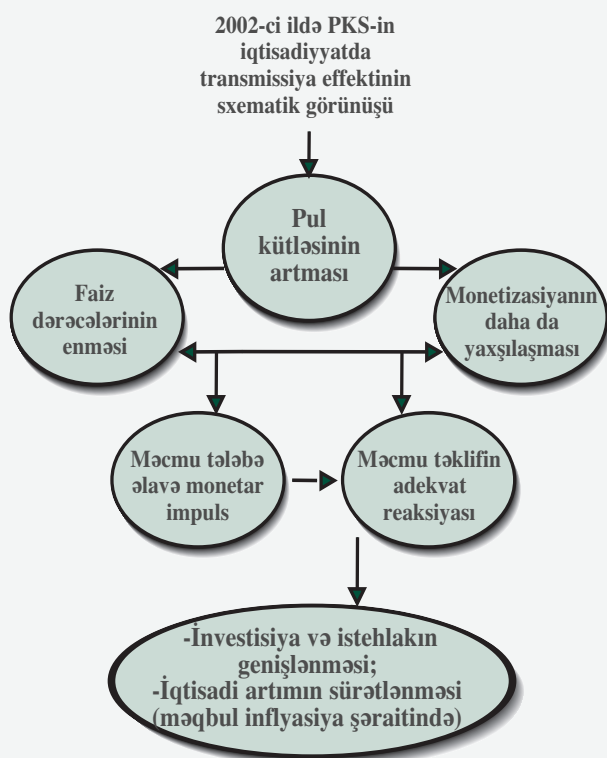 2002-ci ildə PKS-in
iqtisadiyyatda
transmissiya effektinin
sxematik görünüşü
Pul
kütləsinin
artması
Faiz
dərəcələrinin
enməsi
Monetizasiyanın
daha da
yaxşılaşması
Məcmu tələbə
əlavə monetar
impuls
Məcmu təklifin
adekvat
reaksiyası
-İnvestisiya və istehlakın
genişlənməsi;
-İqtisadi artımın sürətlənməsi
(məqbul inflyasiya şəraitində)